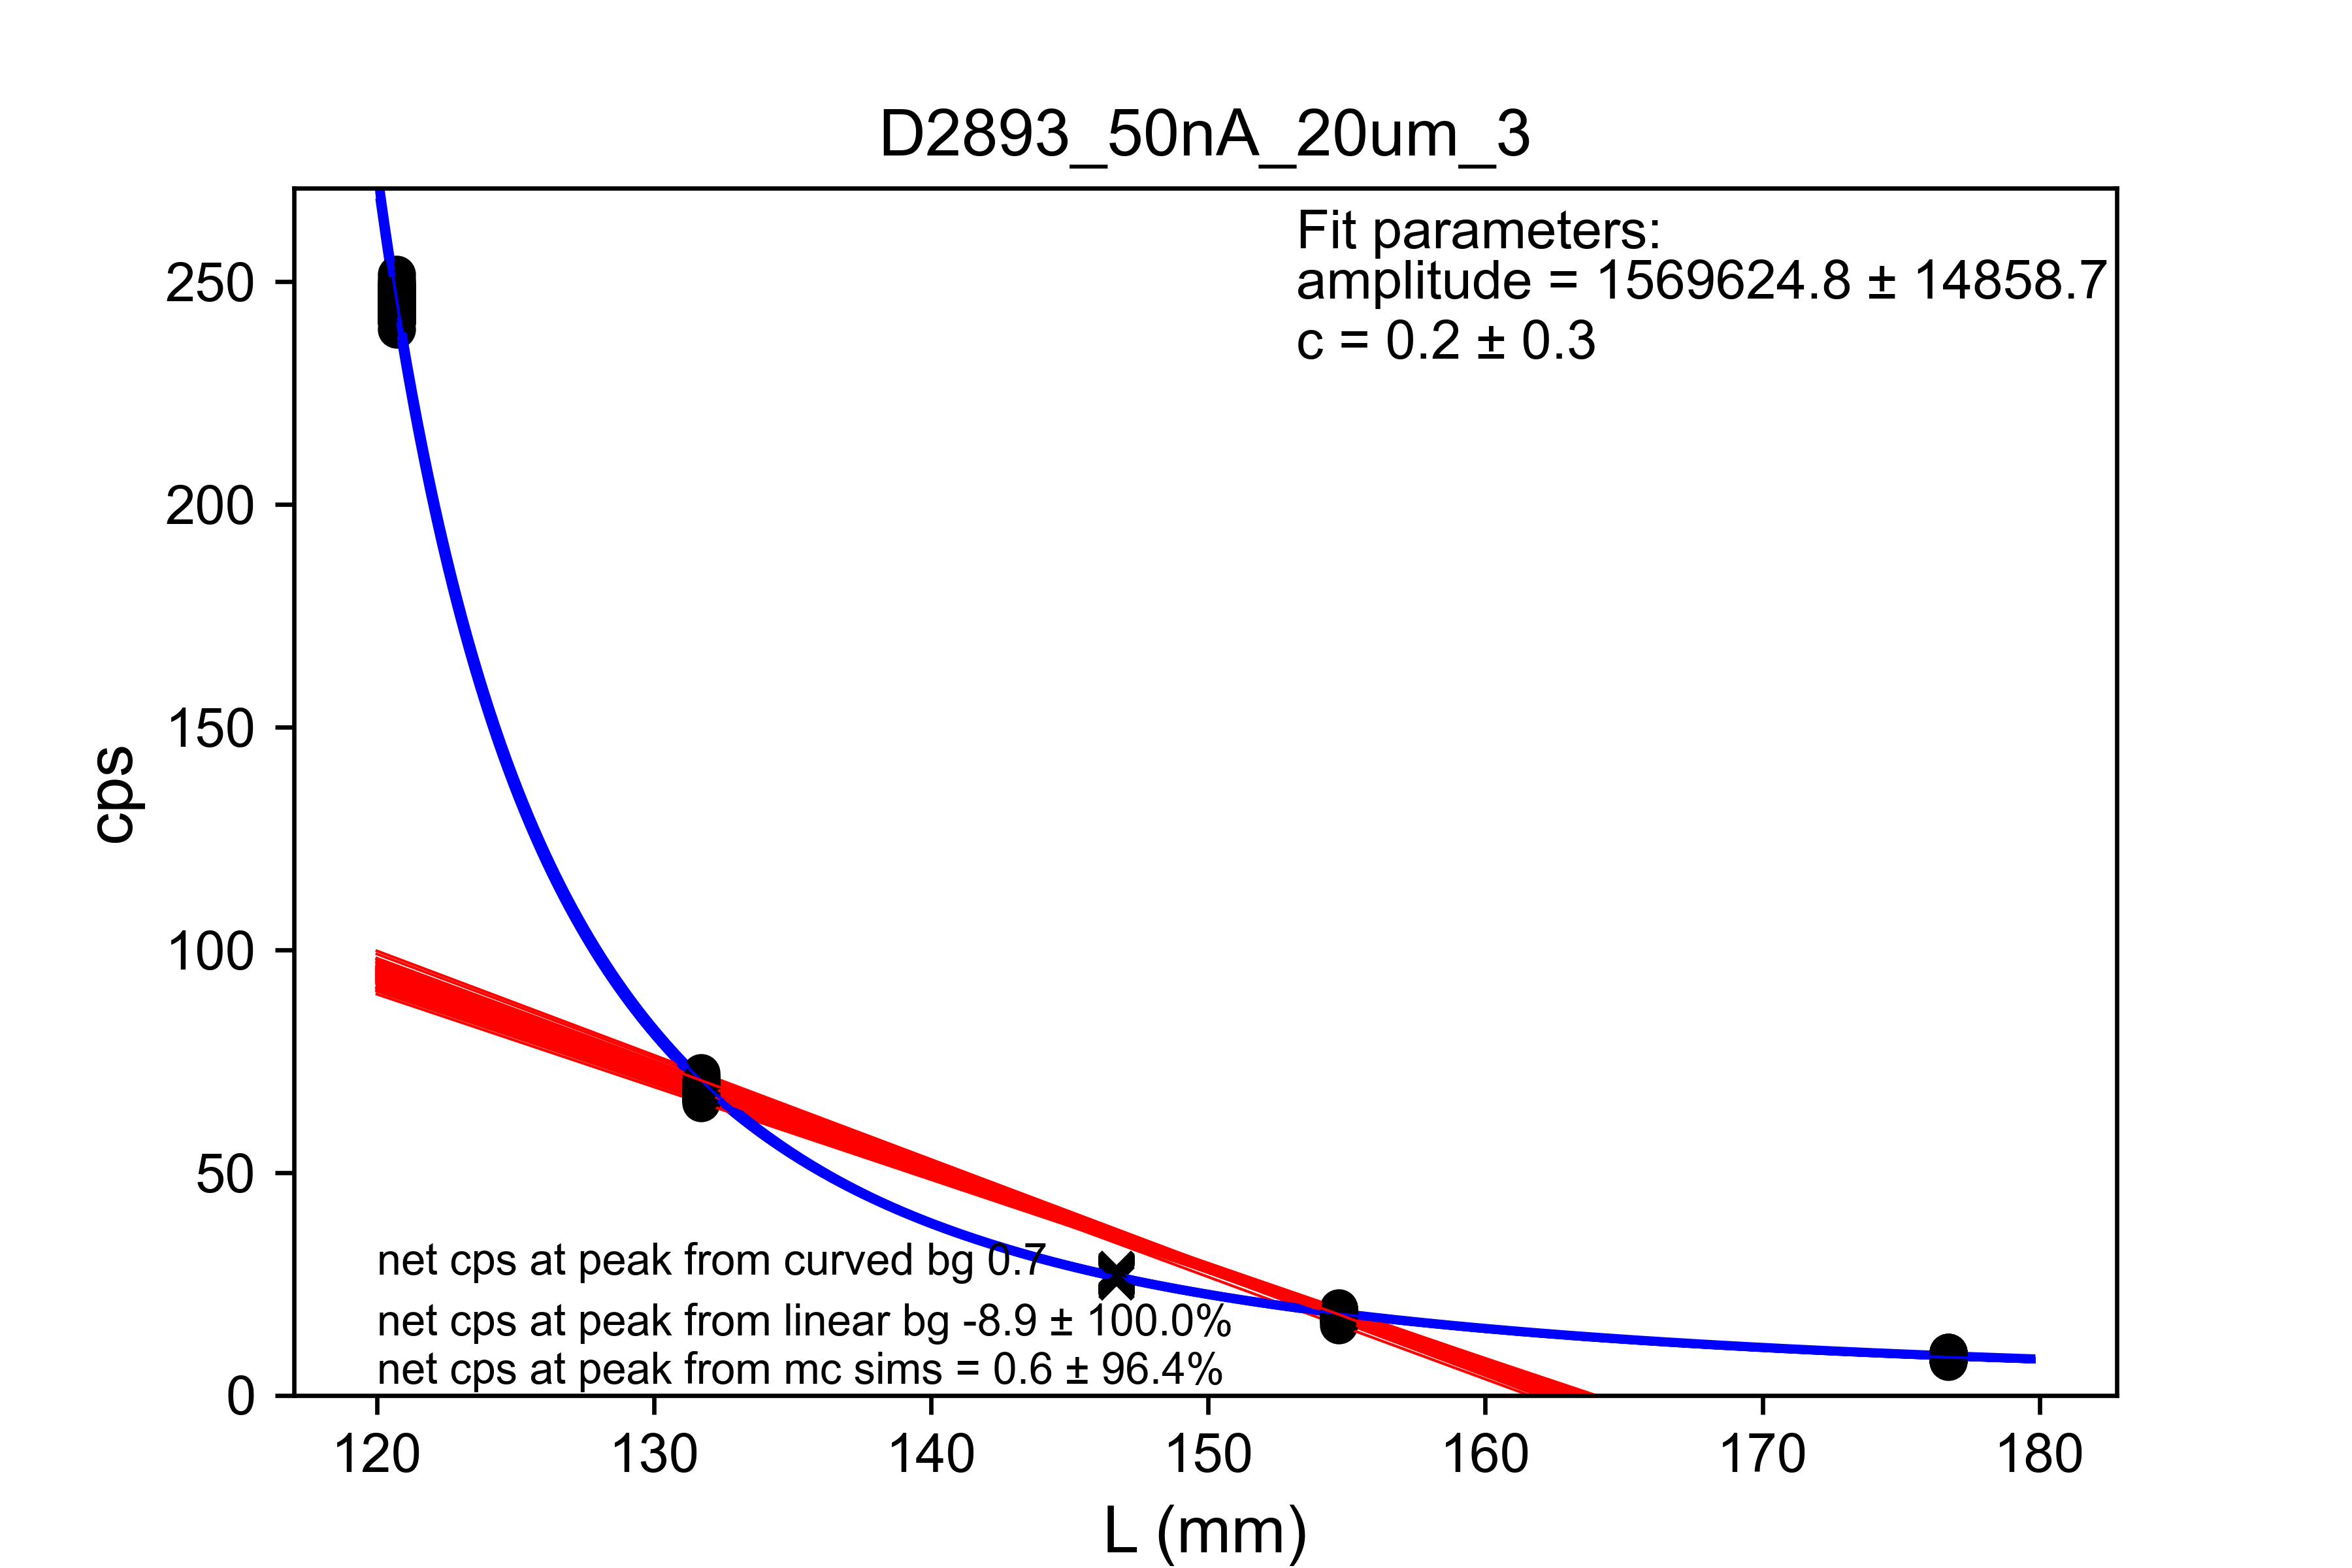 D2893_50nA_20um_3
Fit parameters:
amplitude = 1569624.8 ± 14858.7
c = 0.2 ± 0.3
250
200
150
100
50
0
cps
net cps at peak from curved bg 0.7
net cps at peak from linear bg -8.9 ± 100.0%
net cps at peak from mc sims = 0.6 ± 96.4%
120 130 140 150 160 170 180
L (mm)